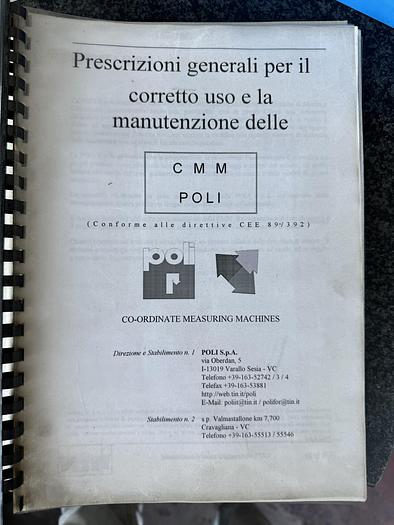 Prescrizioni generali per il
corretto uso e la
manutenzione delle
CMM
POLI
(Conforme alle direttive CEE 89/392)
poli
CO-ORDINATE MEASURING MACHINES
Direzione e Stabilimento n. 1 POLI S.p.A.
via Oberdan, 5
I-13019 Varallo Sesia - VC
Telefono +39-163-52742 / 3 / 4
Telefax +39-163-53881
http://web.tin.it/poli
E-Mail: poliit@tin.it / polifor@tin.it
Stabilimento n. 2 s.p. Valmastallone km 7,700
Cravagliana - VC
Telefono +39-163-55513 / 55546